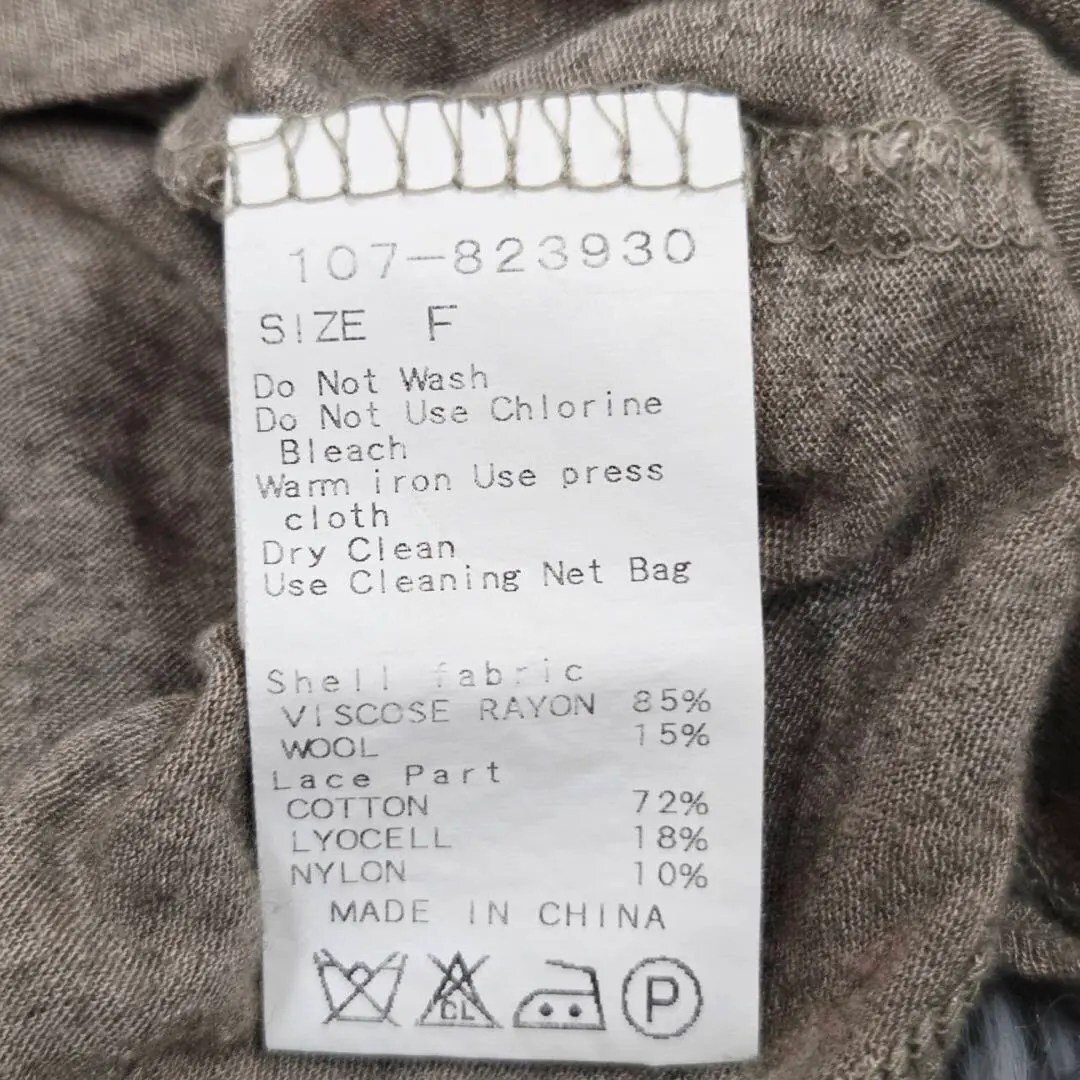 107-823930
SIZE F
Do Not Wash
Do Not Use Chlorine
Bleach
Warm iron Use press
cloth
Dry Clean
Use Cleaning Net Bag
Shell fabric
VISCOSE RAYON 85%
WOOL 15%
Lace Part
COTTON 72%
LYOCELL 18%
NYLON 10%
MADE IN CHINA
CL P